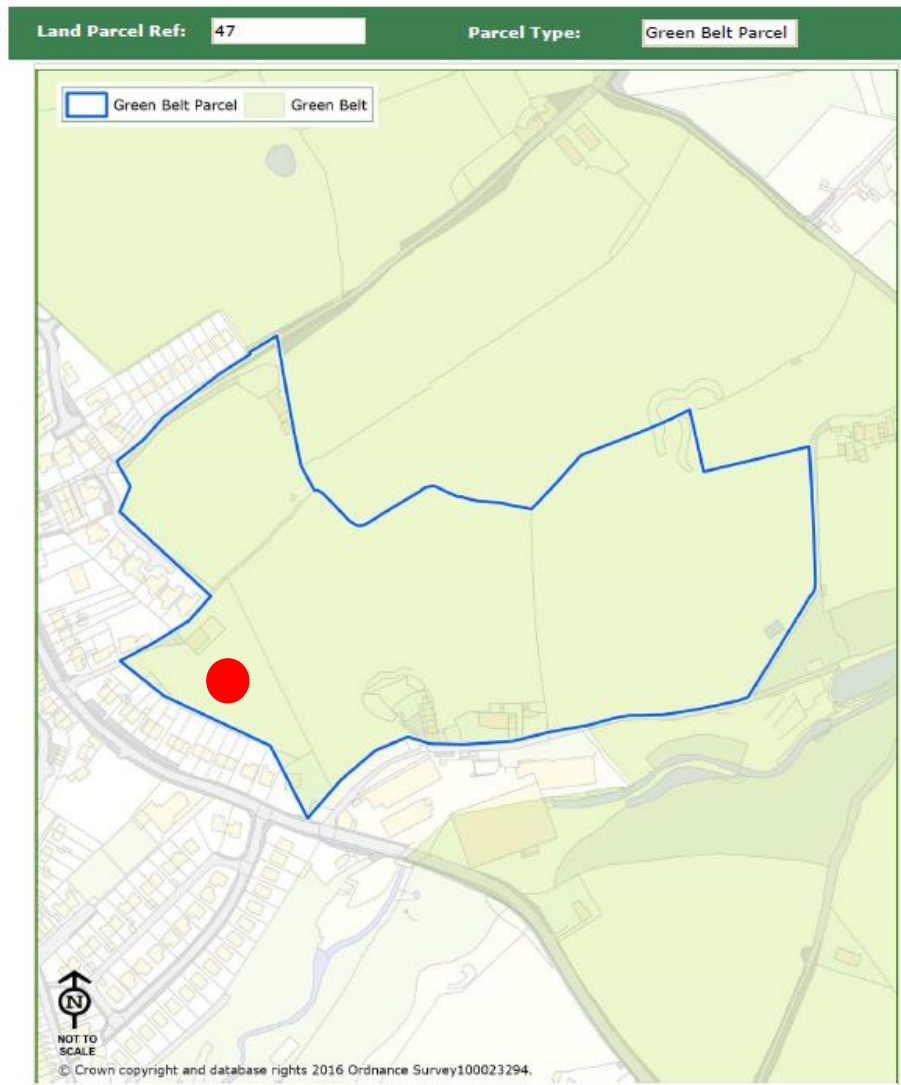 Land Parcel Ref: 47 Parcel Type: Green Belt Parcel
Green Belt Parcel Green Belt
N
NOT TO
SCALE
© Crown copyright and database rights 2016 Ordnance Survey100023294.